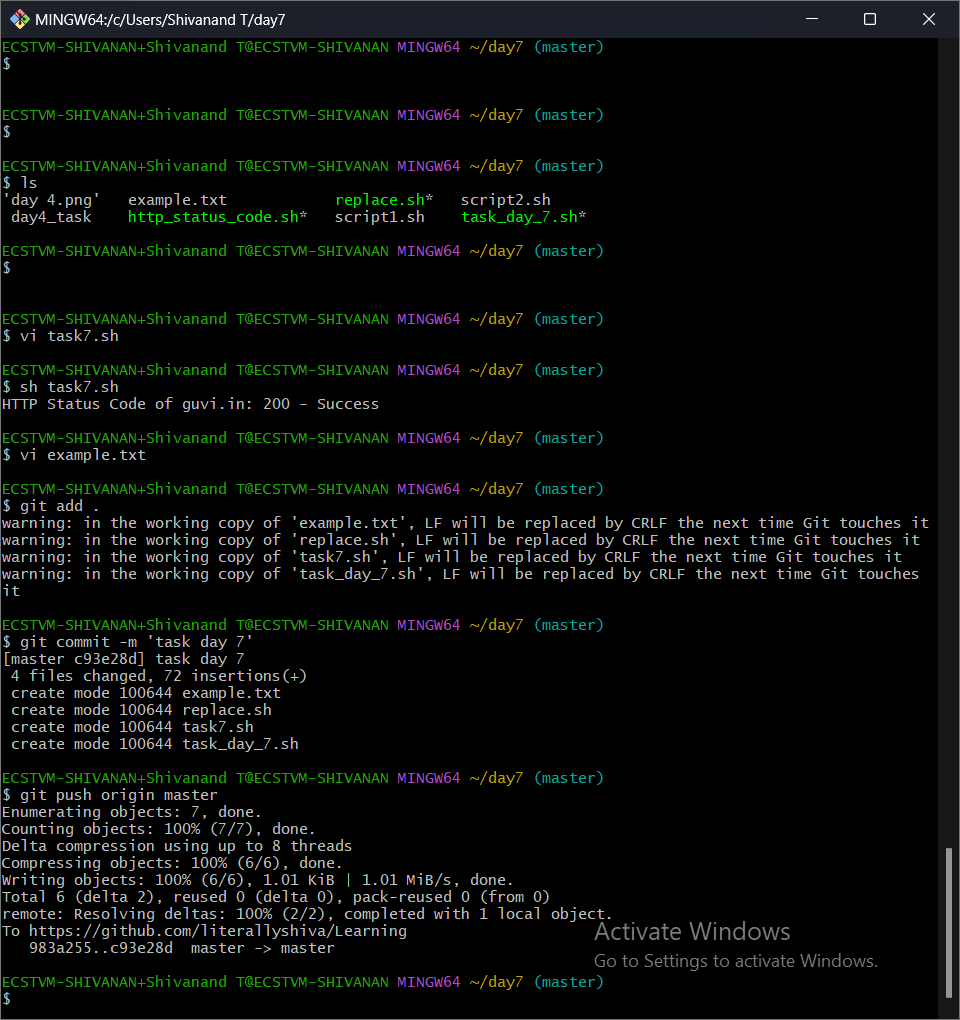 MINGW64:/c/Users/Shivanand T/day7
ECSTVM-SHIVANAN+Shivanand T@ECSTVM-SHIVANAN MINGW64 ~/day7 (master)
$
ECSTVM-SHIVANAN+Shivanand T@ECSTVM-SHIVANAN MINGW64 ~/day7 (master)
$
ECSTVM-SHIVANAN+Shivanand T@ECSTVM-SHIVANAN MINGW64 ~/day7 (master)
$ ls
'day 4.png'   example.txt            replace.sh*   script2.sh
 day4_task    http_status_code.sh*   script1.sh    task_day_7.sh*
ECSTVM-SHIVANAN+Shivanand T@ECSTVM-SHIVANAN MINGW64 ~/day7 (master)
$
ECSTVM-SHIVANAN+Shivanand T@ECSTVM-SHIVANAN MINGW64 ~/day7 (master)
$ vi task7.sh
ECSTVM-SHIVANAN+Shivanand T@ECSTVM-SHIVANAN MINGW64 ~/day7 (master)
$ sh task7.sh
HTTP Status Code of guvi.in: 200 - Success
ECSTVM-SHIVANAN+Shivanand T@ECSTVM-SHIVANAN MINGW64 ~/day7 (master)
$ vi example.txt
ECSTVM-SHIVANAN+Shivanand T@ECSTVM-SHIVANAN MINGW64 ~/day7 (master)
$ git add .
warning: in the working copy of 'example.txt', LF will be replaced by CRLF the next time Git touches it
warning: in the working copy of 'replace.sh', LF will be replaced by CRLF the next time Git touches it
warning: in the working copy of 'task7.sh', LF will be replaced by CRLF the next time Git touches it
warning: in the working copy of 'task_day_7.sh', LF will be replaced by CRLF the next time Git touches
it
ECSTVM-SHIVANAN+Shivanand T@ECSTVM-SHIVANAN MINGW64 ~/day7 (master)
$ git commit -m 'task day 7'
[master c93e28d] task day 7
 4 files changed, 72 insertions(+)
 create mode 100644 example.txt
 create mode 100644 replace.sh
 create mode 100644 task7.sh
 create mode 100644 task_day_7.sh
ECSTVM-SHIVANAN+Shivanand T@ECSTVM-SHIVANAN MINGW64 ~/day7 (master)
$ git push origin master
Enumerating objects: 7, done.
Counting objects: 100% (7/7), done.
Delta compression using up to 8 threads
Compressing objects: 100% (6/6), done.
Writing objects: 100% (6/6), 1.01 KiB | 1.01 MiB/s, done.
Total 6 (delta 2), reused 0 (delta 0), pack-reused 0 (from 0)
remote: Resolving deltas: 100% (2/2), completed with 1 local object.
To https://github.com/literallyshiva/Learning
   983a255..c93e28d  master -> master
Activate Windows
Go to Settings to activate Windows.
ECSTVM-SHIVANAN+Shivanand T@ECSTVM-SHIVANAN MINGW64 ~/day7 (master)
$